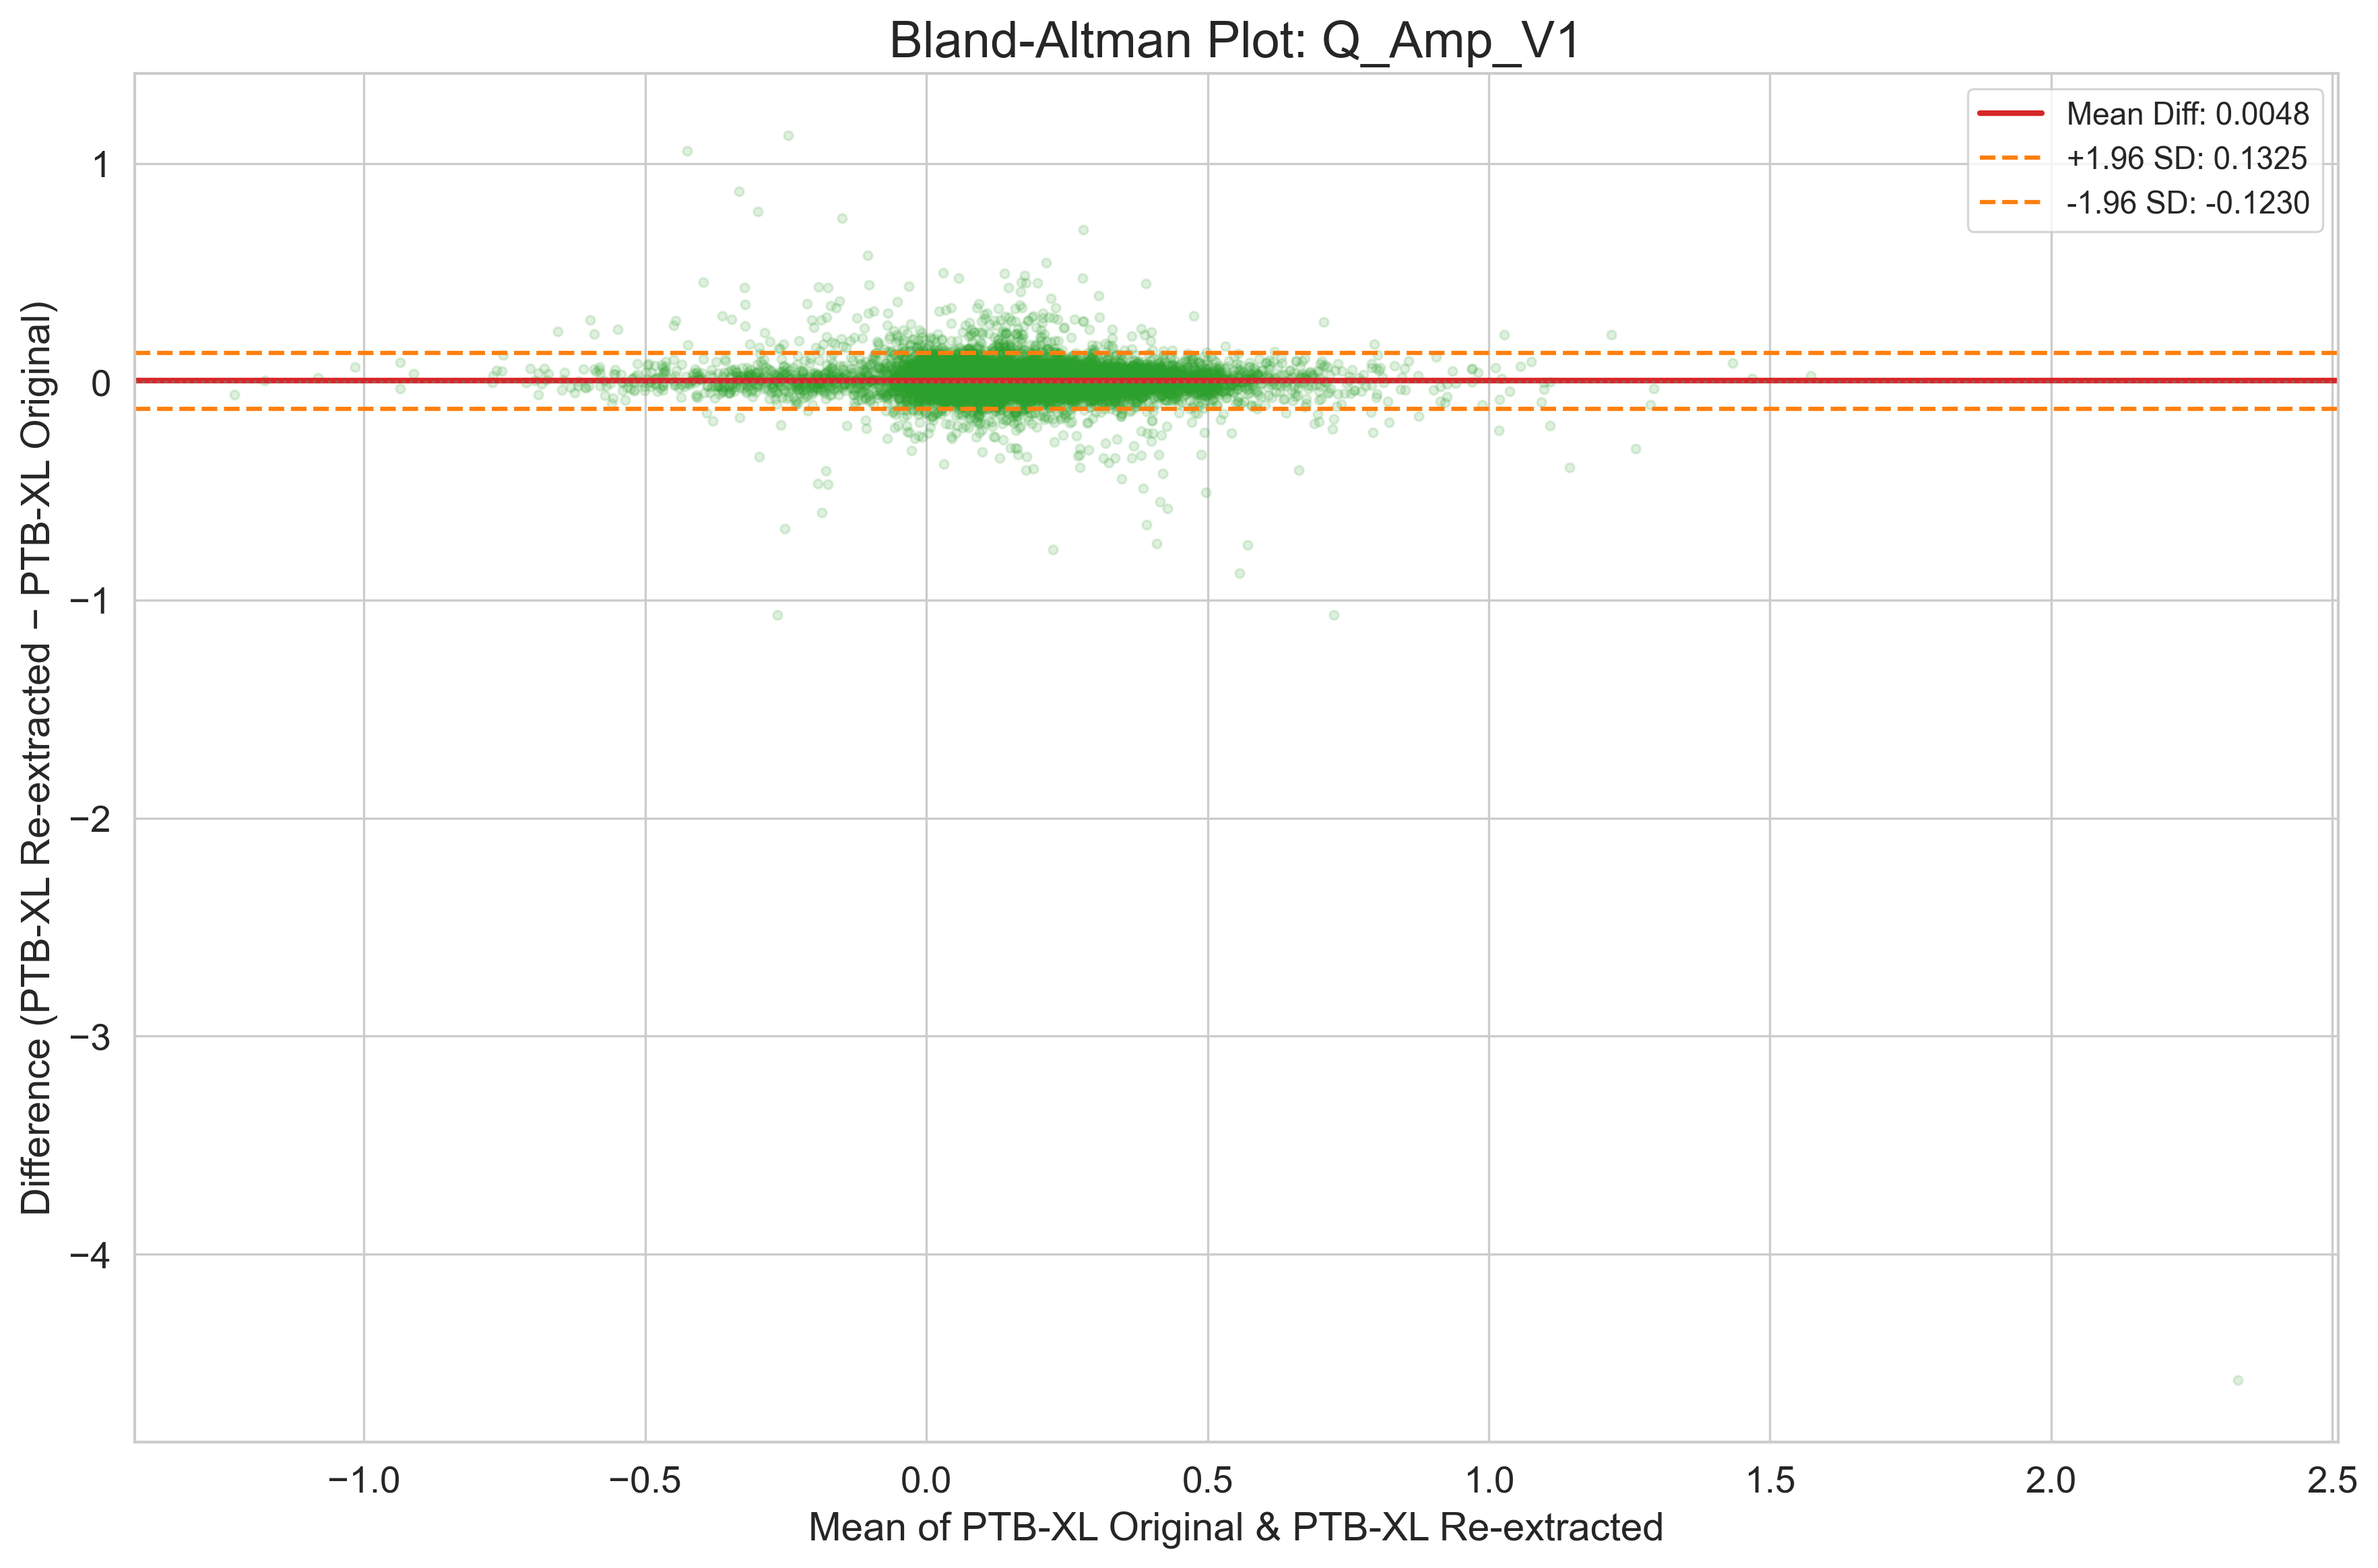 Bland-Altman Plot: Q_Amp_V1
Mean Diff: 0.0048
+1.96 SD: 0.1325
-1.96 SD: -0.1230
Difference (PTB-XL Re-extracted − PTB-XL Original)
1
0
−1
−2
−3
−4
−1.0
−0.5
0.0
0.5
1.0
1.5
2.0
2.5
Mean of PTB-XL Original & PTB-XL Re-extracted